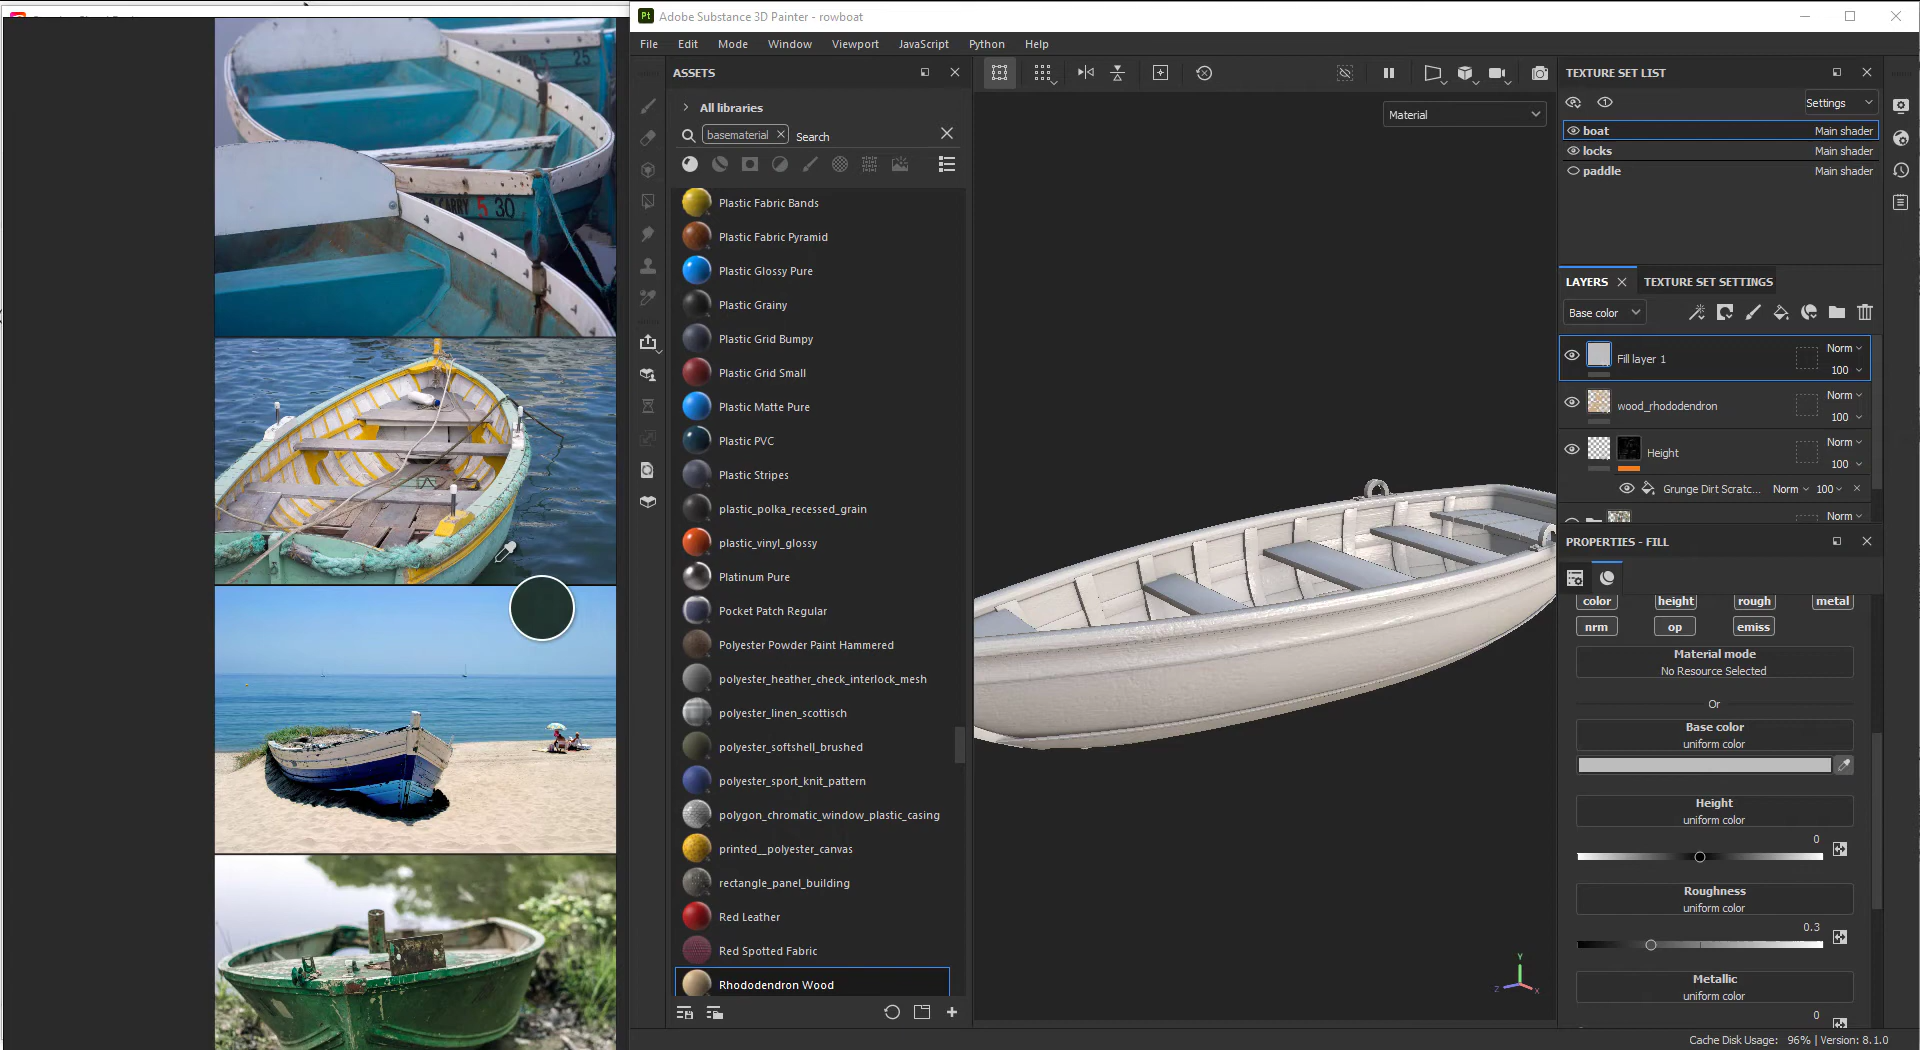 25
CARRY 5 30
Adobe Substance 3D Painter - rowboat
File Edit Mode Window Viewport JavaScript Python Help
ASSETS
All libraries
basematerial
Search
Plastic Fabric Bands
Plastic Fabric Pyramid
Plastic Glossy Pure
Plastic Grainy
Plastic Grid Bumpy
Plastic Grid Small
Plastic Matte Pure
Plastic PVC
Plastic Stripes
plastic_polka_recessed_grain
plastic_vinyl_glossy
Platinum Pure
Pocket Patch Regular
Polyester Powder Paint Hammered
polyester_heather_check_interlock_mesh
polyester_linen_scottisch
polyester_softshell_brushed
polyester_sport_knit_pattern
polygon_chromatic_window_plastic_casing
printed__polyester_canvas
rectangle_panel_building
Red Leather
Red Spotted Fabric
Rhododendron Wood
Material
Y
Z X
TEXTURE SET LIST
Settings
boat Main shader
locks Main shader
paddle Main shader
LAYERS TEXTURE SET SETTINGS
Base color
Fill layer 1 Norm
100
wood_rhododendron Norm
100
Height Norm
100
Grunge Dirt Scratc... Norm 100
Norm
PROPERTIES - FILL
color height rough metal
nrm op emiss
Material mode
No Resource Selected
Or
Base color
uniform color
Height
uniform color
0
Roughness
uniform color
0.3
Metallic
uniform color
0
Cache Disk Usage: 96% | Version: 8.1.0